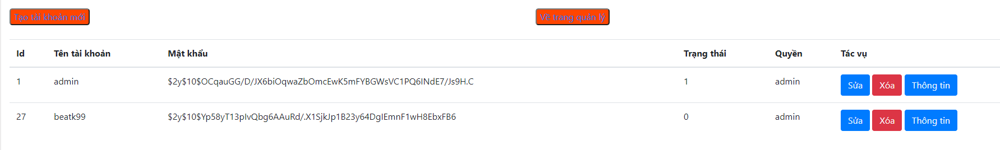 Tạo tài khoản mới Về trang quản lý
Id Tên tài khoản Mật khẩu Trạng thái Quyền Tác vụ
1 admin $2y$10$OCqauGG/D/JX6biOqwaZbOmcEwK5mFYBGWsVC1PQ6INdE7/Js9H.C 1 admin Sửa Xóa Thông tin
27 beatk99 $2y$10$Yp58yT13pIvQbg6AAuRd/.X1SjkJp1B23y64DgIEmnF1wH8EbxFB6 0 admin Sửa Xóa Thông tin